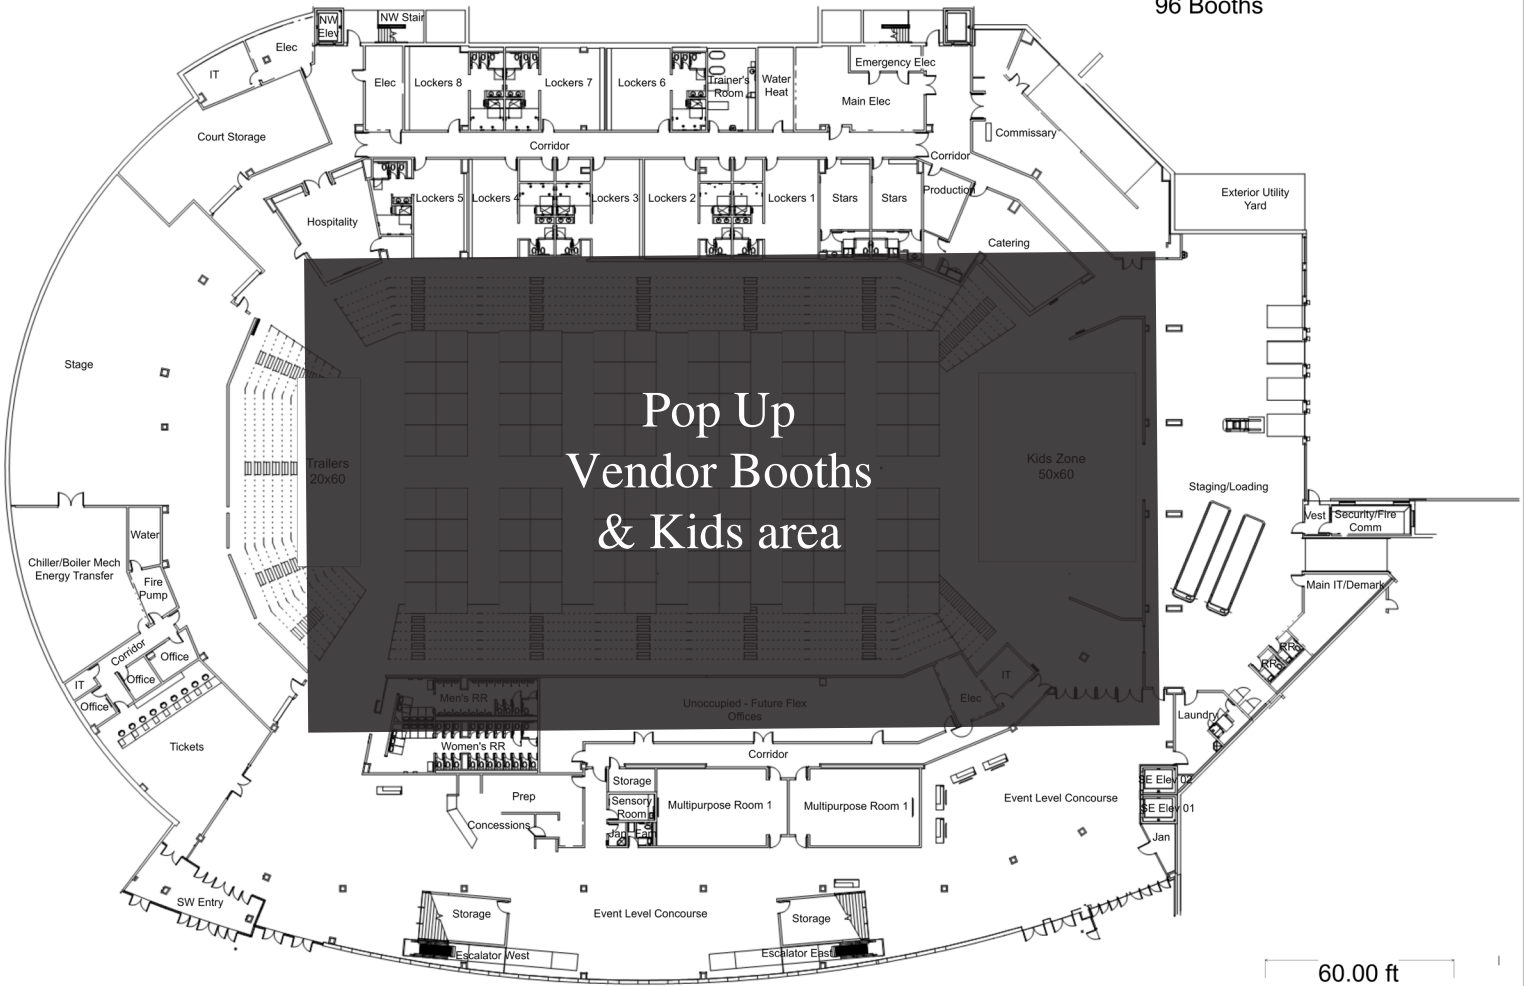 96 Booths
NW
Elev
NW Stair
Elec
IT
Elec
Lockers 8
Lockers 7
Lockers 6
Trainer's
Room
Water
Heat
Emergency Elec
Main Elec
Court Storage
Commissary
Corridor
Corridor
Hospitality
Lockers 5
Lockers 4
Lockers 3
Lockers 2
Lockers 1
Stars
Stars
Production
Exterior Utility
Yard
Catering
Stage
Pop Up
Vendor Booths
& Kids area
Trailers
20x60
Kids Zone
50x60
Staging/Loading
Vest
Security/Fire
Comm
Water
Chiller/Boiler Mech
Energy Transfer
Fire
Pump
Main IT/Demark
Corridor
Office
Office
IT
Office
RR
RR
IT
Elec
Men's RR
Unoccupied - Future Flex
Offices
Laundry
Tickets
Women's RR
Corridor
Storage
SE Elev 02
Prep
Sensory
Room
Multipurpose Room 1
Multipurpose Room 1
Event Level Concourse
SE Elev 01
Concessions
Jan
Fam
Jan
SW Entry
Storage
Event Level Concourse
Storage
Escalator West
Escalator East
60.00 ft